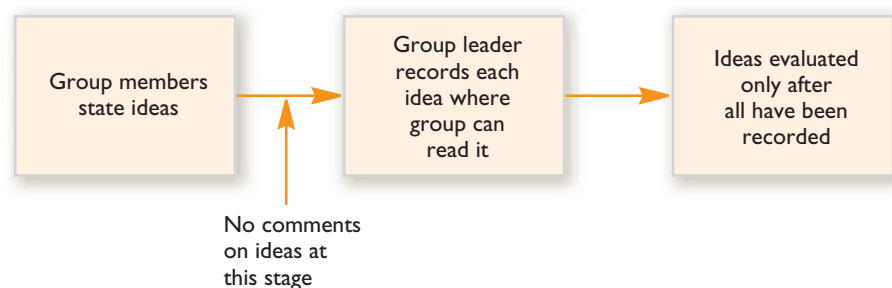 Group members
state ideas
Group leader
records each
idea where
group can
read it
Ideas evaluated
only after
all have been
recorded
No comments
on ideas at
this stage